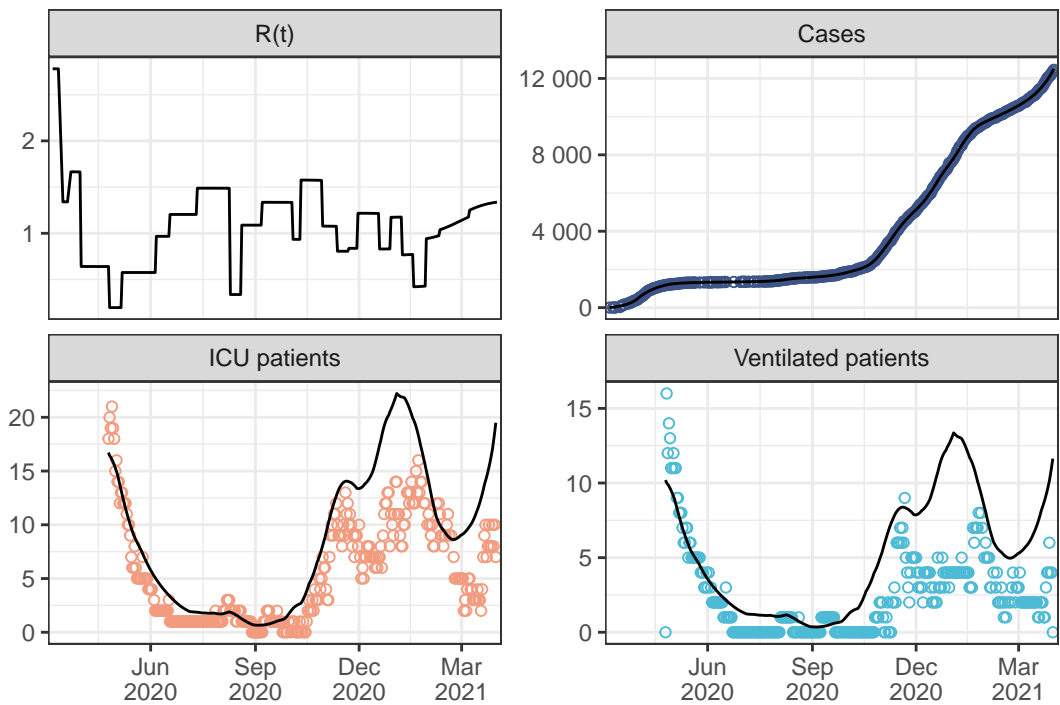 R(t)
Cases
2
1
12 000
8 000
4 000
0
ICU patients
Ventilated patients
20
15
10
5
0
15
10
5
0
Jun Sep Dec Mar
2020 2020 2020 2021
Jun Sep Dec Mar
2020 2020 2020 2021